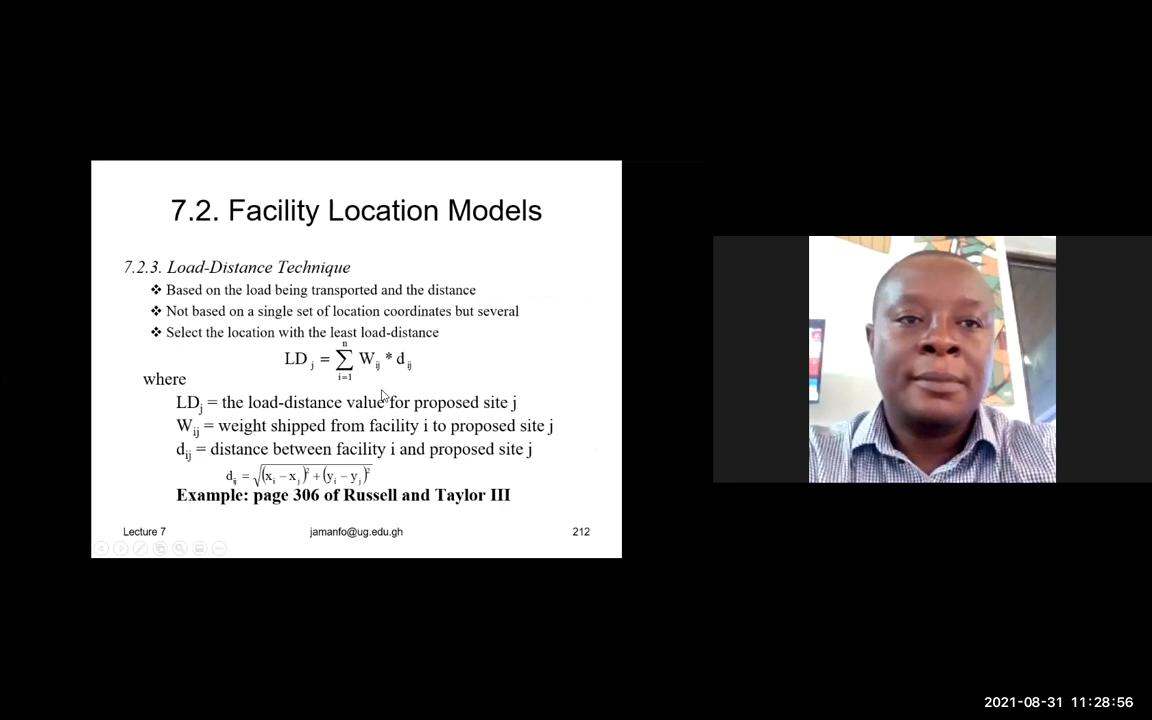 7.2. Facility Location Models
7.2.3. Load-Distance Technique
❖ Based on the load being transported and the distance
❖ Not based on a single set of location coordinates but several
❖ Select the location with the least load-distance
LD j = n ∑ i=1 W ij * d ij
where
LDj = the load-distance value for proposed site j
Wij = weight shipped from facility i to proposed site j
dij = distance between facility i and proposed site j
dij = √(xi − xj)² + (yi − yj)²
Example: page 306 of Russell and Taylor III
Lecture 7 jamanfo@ug.edu.gh 212
2021-08-31 11:28:56